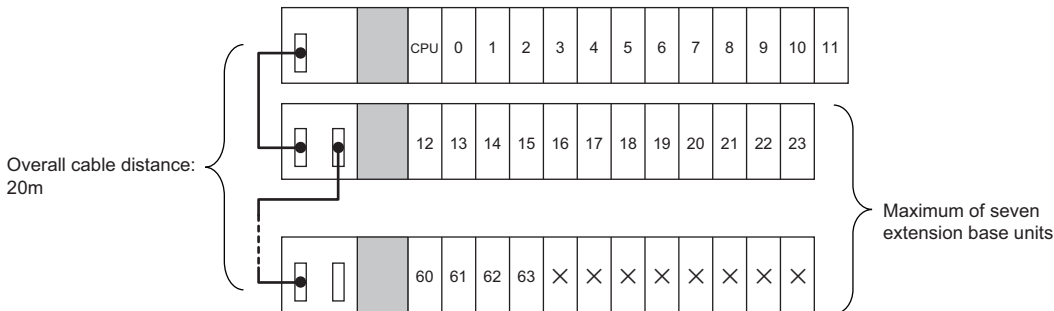 CPU 0 1 2 3 4 5 6 7 8 9 10 11
12 13 14 15 16 17 18 19 20 21 22 23
Overall cable distance:
20m
Maximum of seven
extension base units
60 61 62 63